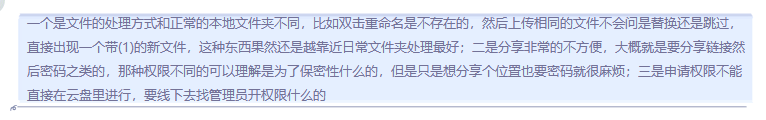 一个是文件的处理方式和正常的本地文件夹不同，比如双击重命名是不存在的，然后上传相同的文件不会问是替换还是跳过，
直接出现一个带(1)的新文件，这种东西果然还是越靠近日常文件夹处理最好；二是分享非常的不方便，大概就是要分享链接然
后密码之类的，那种权限不同的可以理解是为了保密性什么的，但是只是想分享个位置也要密码就很麻烦；三是申请权限不能
直接在云盘里进行，要线下去找管理员开权限什么的